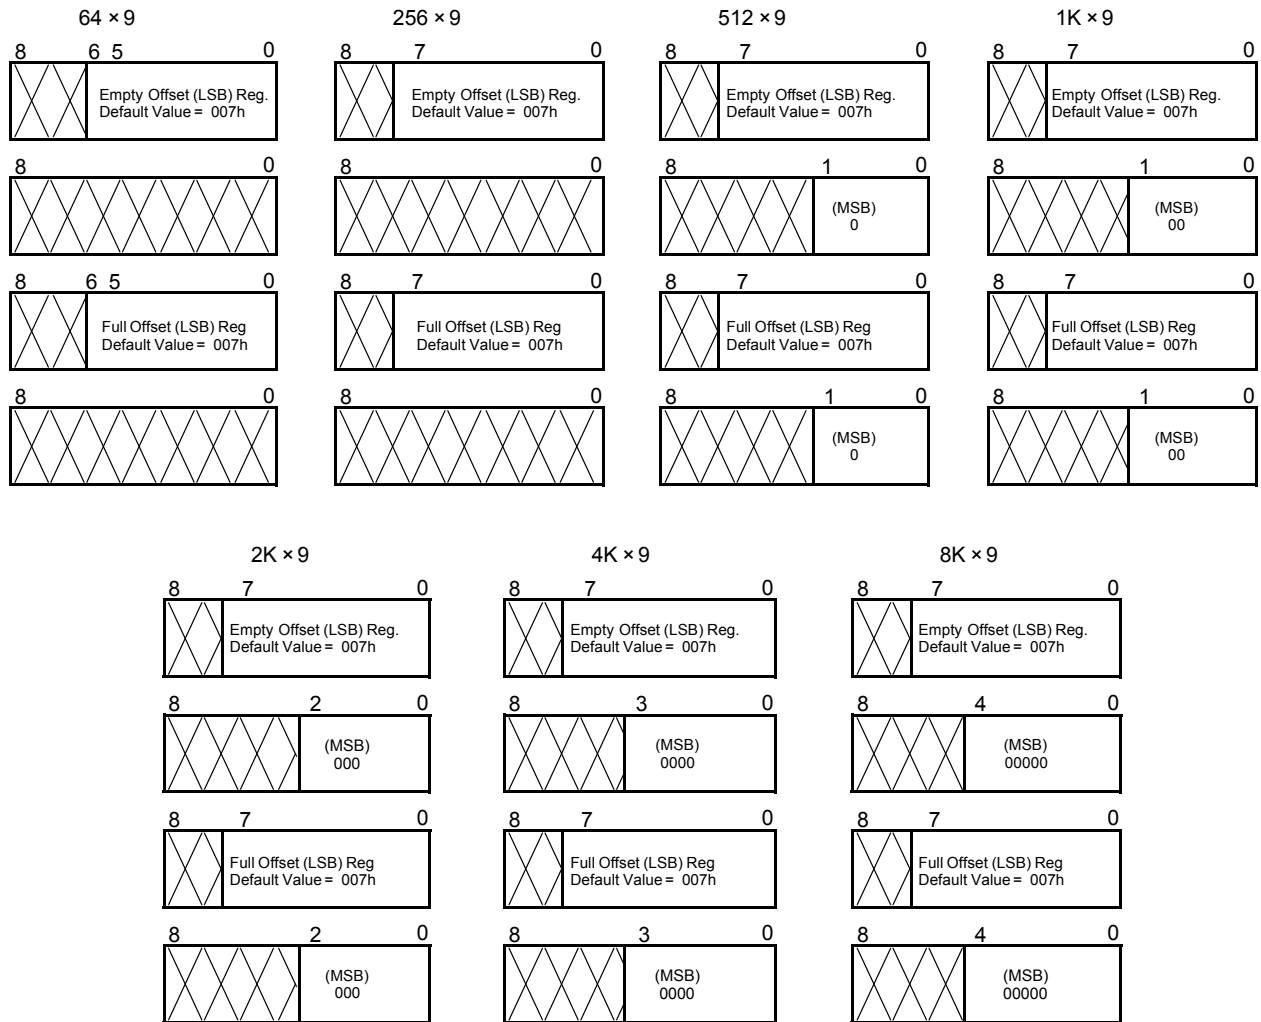 64 × 9 256 × 9 512 × 9 1K × 9
8 6 5 0 8 7 0 8 7 0 8 7 0
Empty Offset (LSB) Reg. Empty Offset (LSB) Reg. Empty Offset (LSB) Reg. Empty Offset (LSB) Reg.
Default Value = 007h Default Value = 007h Default Value = 007h Default Value = 007h
8 0 8 0 8 1 0 8 1 0
(MSB) (MSB)
0 00
8 6 5 0 8 7 0 8 7 0 8 7 0
Full Offset (LSB) Reg Full Offset (LSB) Reg Full Offset (LSB) Reg Full Offset (LSB) Reg
Default Value = 007h Default Value = 007h Default Value = 007h Default Value = 007h
8 0 8 0 8 1 0 8 1 0
(MSB) (MSB)
0 00
2K × 9 4K × 9 8K × 9
8 7 0 8 7 0 8 7 0
Empty Offset (LSB) Reg. Empty Offset (LSB) Reg. Empty Offset (LSB) Reg.
Default Value = 007h Default Value = 007h Default Value = 007h
8 2 0 8 3 0 8 4 0
(MSB) (MSB) (MSB)
000 0000 00000
8 7 0 8 7 0 8 7 0
Full Offset (LSB) Reg Full Offset (LSB) Reg Full Offset (LSB) Reg
Default Value = 007h Default Value = 007h Default Value = 007h
8 2 0 8 3 0 8 4 0
(MSB) (MSB) (MSB)
000 0000 00000